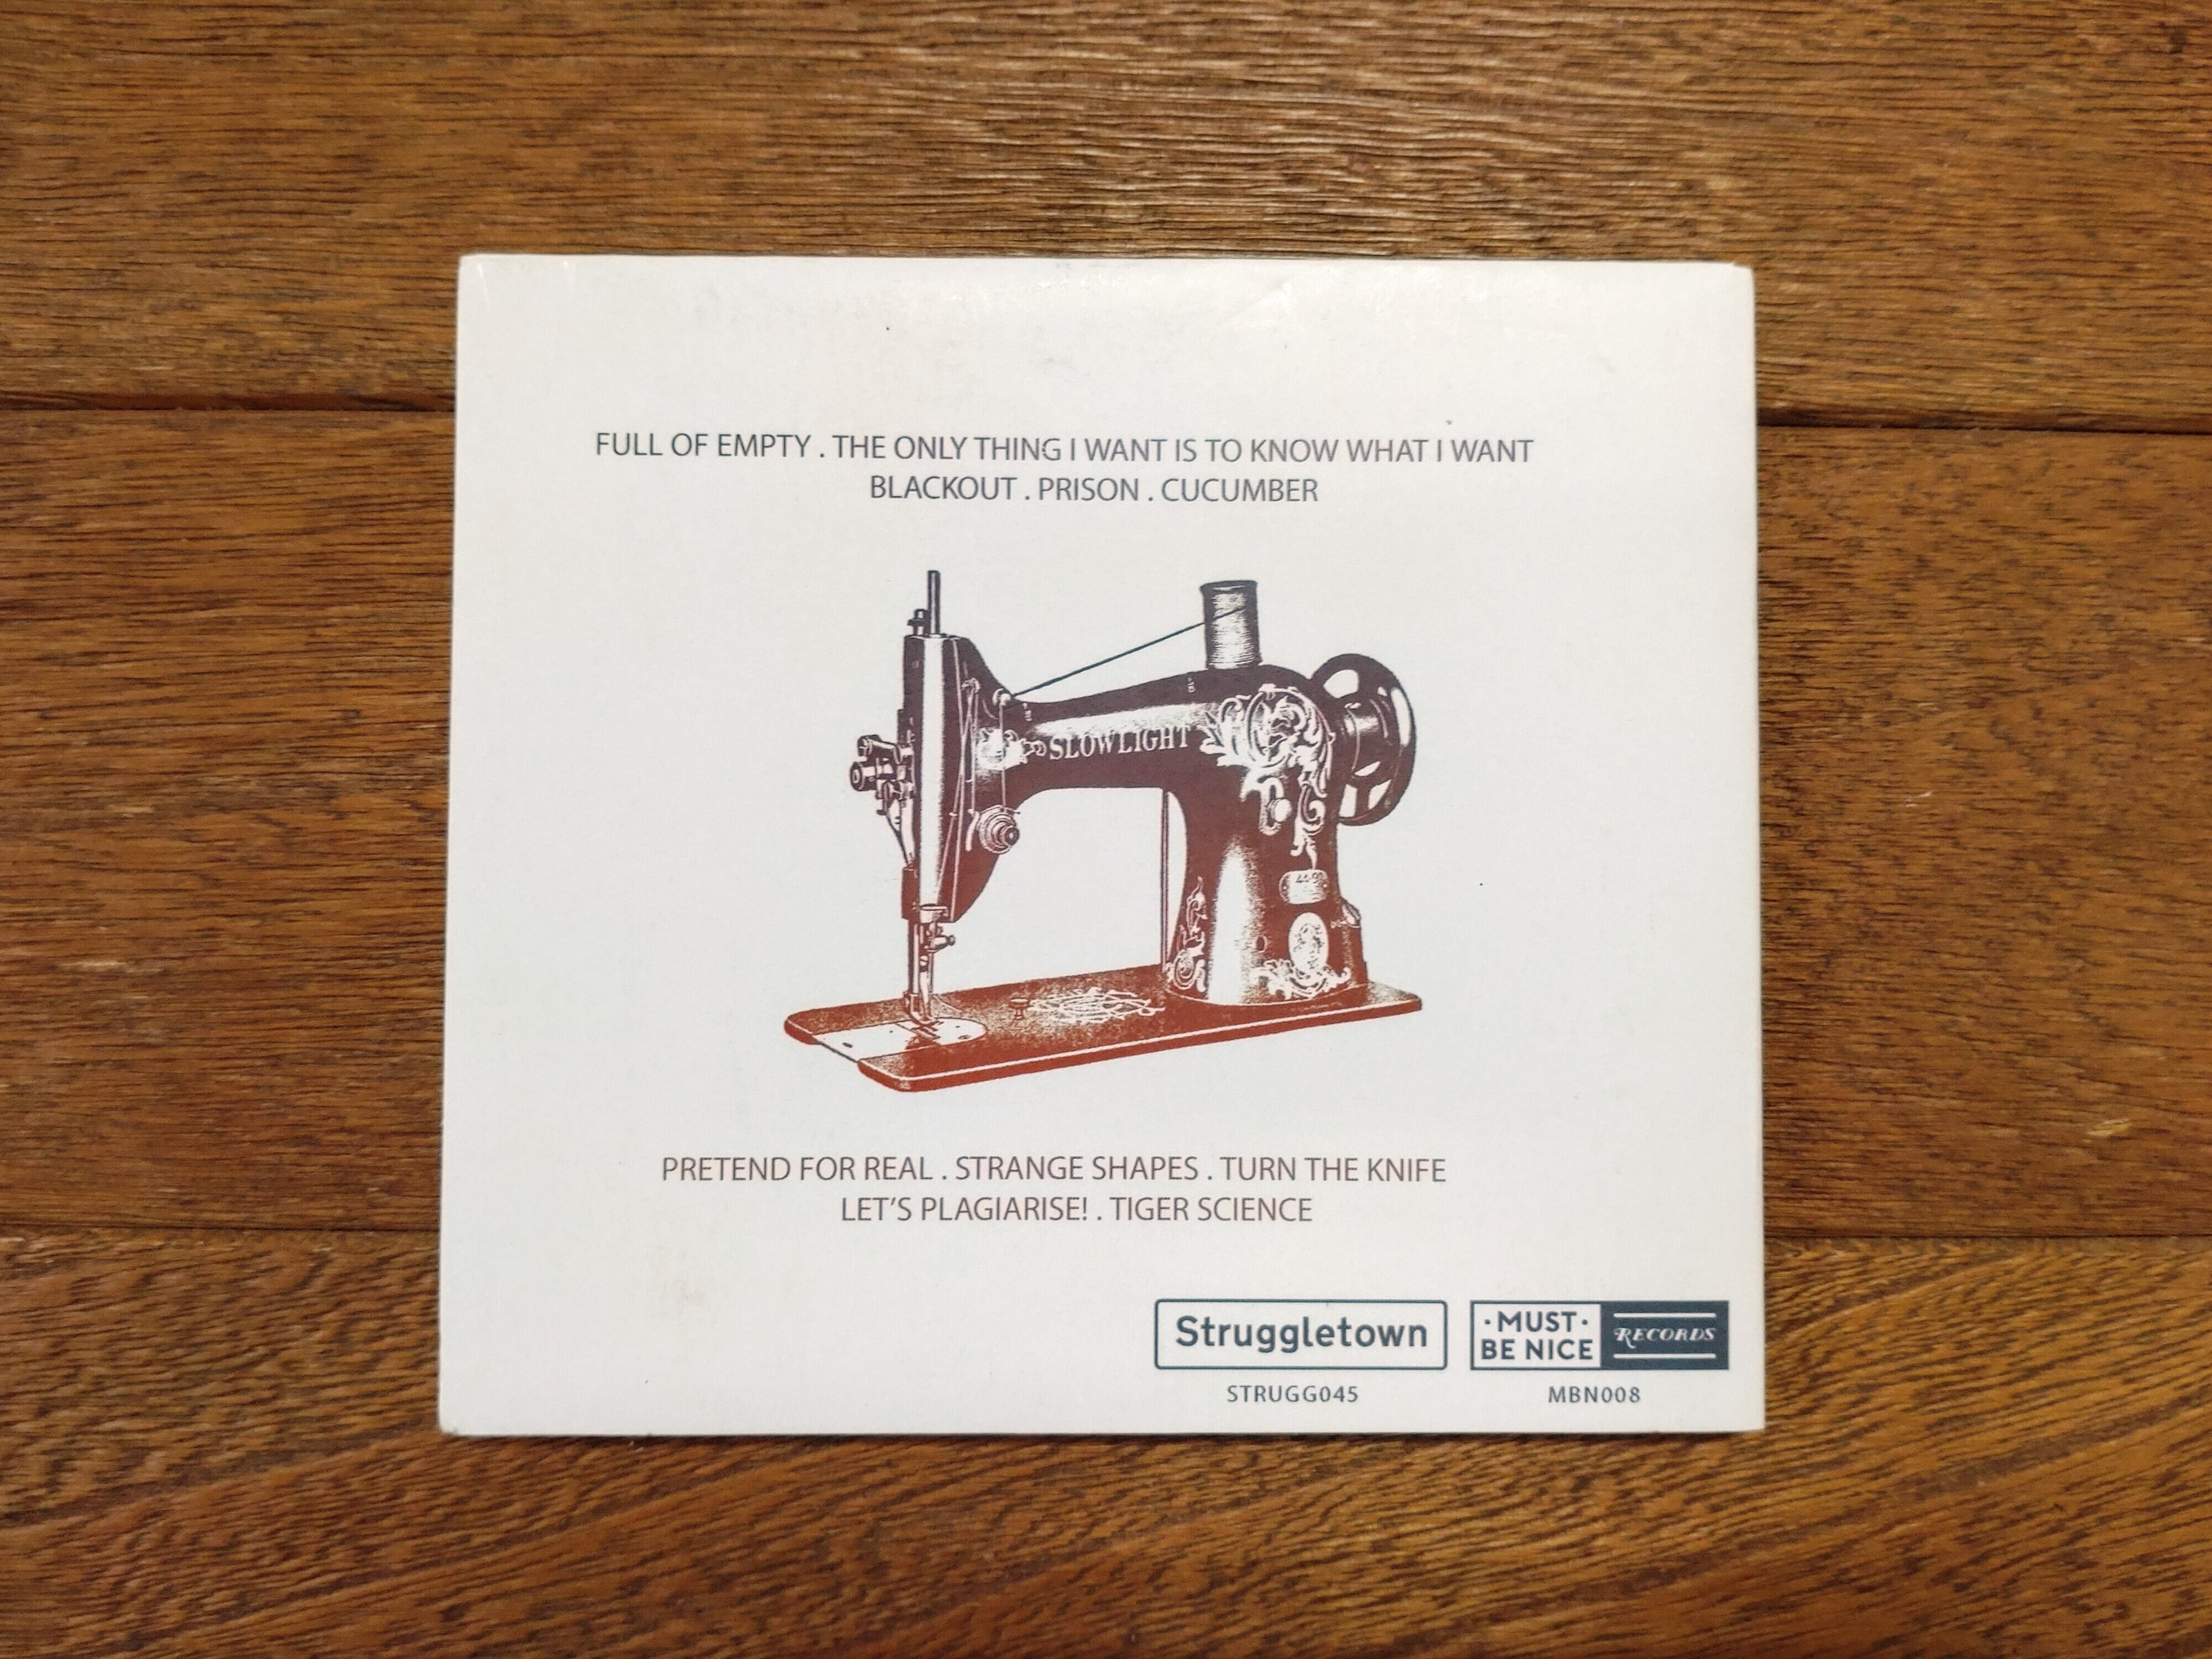 FULL OF EMPTY . THE ONLY THING I WANT IS TO KNOW WHAT I WANT
BLACKOUT . PRISON . CUCUMBER
SLOWLIGHT
PRETEND FOR REAL . STRANGE SHAPES . TURN THE KNIFE
LET'S PLAGIARISE! . TIGER SCIENCE
Struggletown
STRUGG045
·MUST·
BE NICE
RECORDS
MBN008